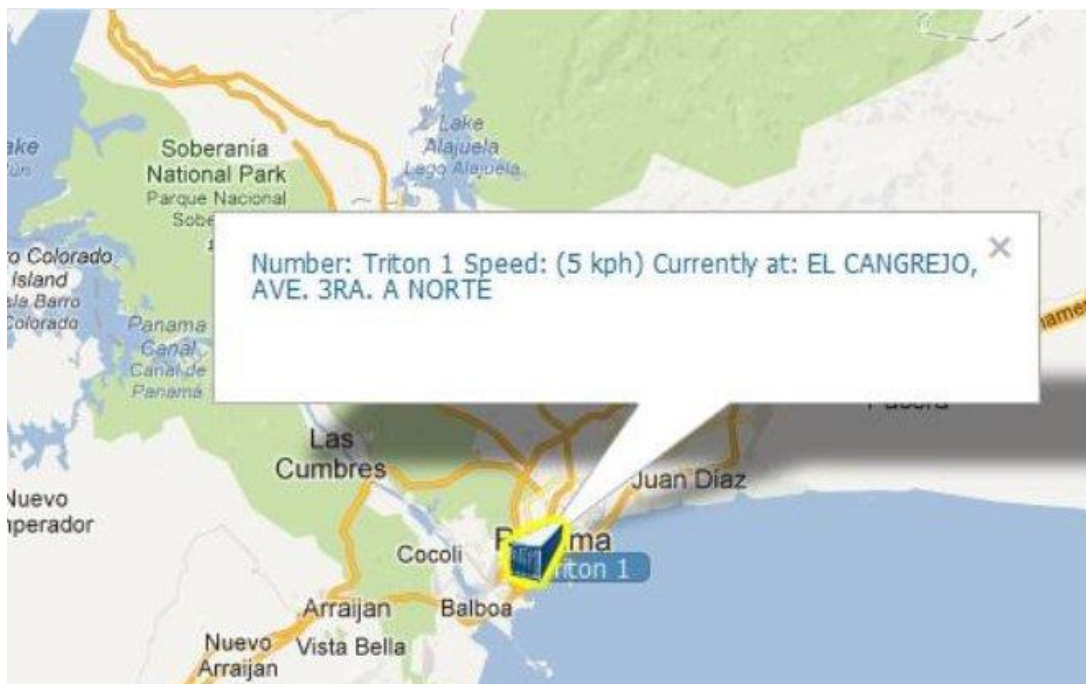 Lake
Alajuela
Lago Alajuela
Soberanía
National Park
Parque Nacional
Number: Triton 1 Speed: (5 kph) Currently at: EL CANGREJO,
AVE. 3RA. A NORTE
Colorado
Island
Isla Barro
Colorado
Panama
Canal
Canal de
Panamá
Las
Cumbres
Juan Díaz
Nuevo
Cocoli
Arraijan
Balboa
Nuevo
Arraijan
Vista Bella